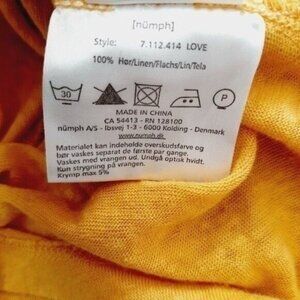 [nümph]
Style: 7.112.414 LOVE
100% Hør/Linen/Flachs/Lin/Tela
30
P
MADE IN CHINA
CA 54613 - RN 128100
nümph A/S - Ibsvej 1-3 - 6000 Kolding - Denmark
www.numph.dk
Materialet kan indeholde overskudsfarve og
bør vaskes separat de første par gange.
Vaskes med vrangen ud. Undgå optisk hvidt.
Kun strygning på vrangen.
Krymp max 5%